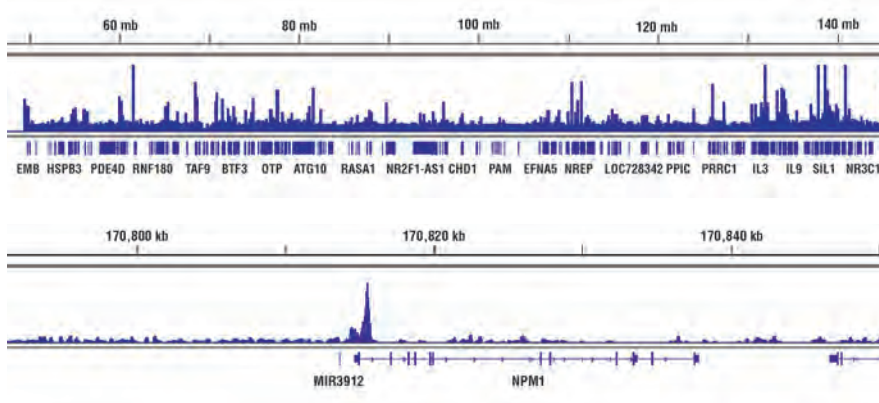 60 mb 80 mb 100 mb 120 mb 140 mb
EMB HSPB3 PDE4D RNF180 TAF9 BTF3 OTP ATG10 RASA1 NR2F1-AS1 CHD1 PAM EFNA5 NREP LOC728342 PPIC PRRC1 IL3 IL9 SIL1 NR3C1
170,800 kb 170,820 kb 170,840 kb
MIR3912 NPM1